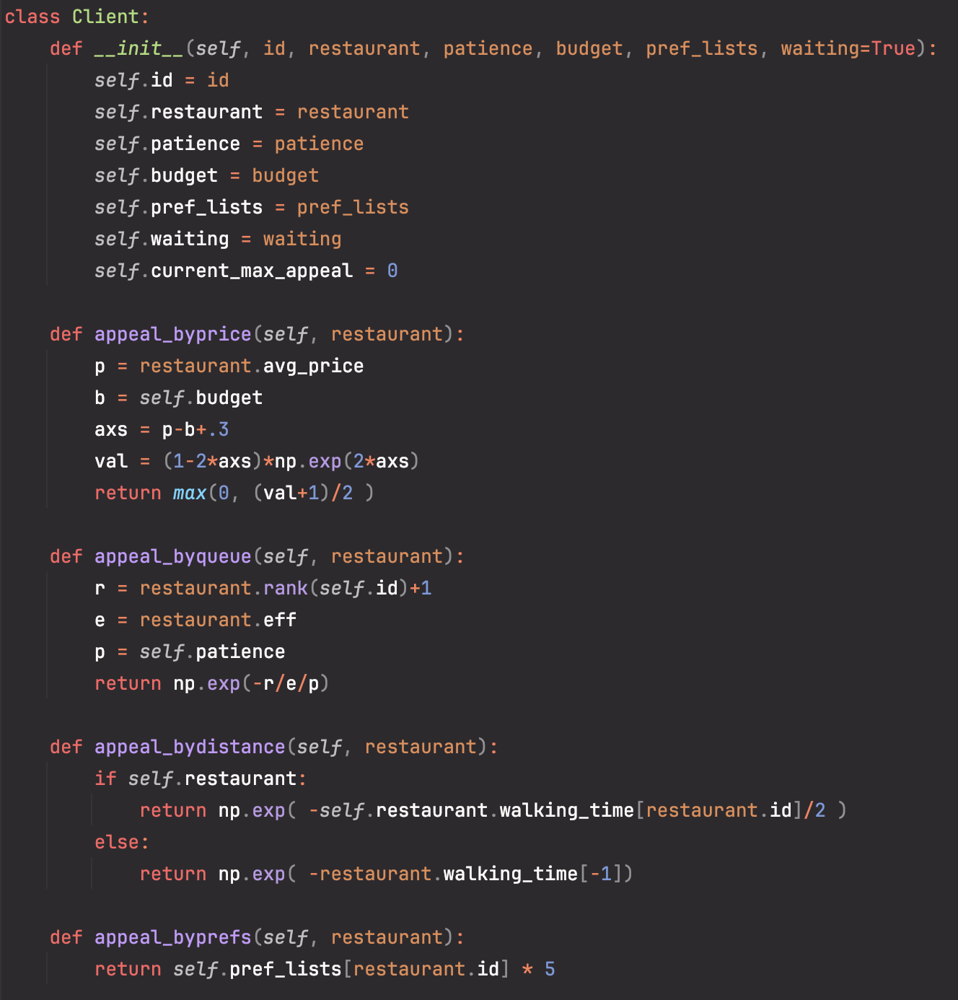 class Client:
    def __init__(self, id, restaurant, patience, budget, pref_lists, waiting=True):
        self.id = id
        self.restaurant = restaurant
        self.patience = patience
        self.budget = budget
        self.pref_lists = pref_lists
        self.waiting = waiting
        self.current_max_appeal = 0

    def appeal_byprice(self, restaurant):
        p = restaurant.avg_price
        b = self.budget
        axs = p-b+.3
        val = (1-2*axs)*np.exp(2*axs)
        return max(0, (val+1)/2 )

    def appeal_byqueue(self, restaurant):
        r = restaurant.rank(self.id)+1
        e = restaurant.eff
        p = self.patience
        return np.exp(-r/e/p)

    def appeal_bydistance(self, restaurant):
        if self.restaurant:
            return np.exp( -self.restaurant.walking_time[restaurant.id]/2 )
        else:
            return np.exp( -restaurant.walking_time[-1])

    def appeal_byprefs(self, restaurant):
        return self.pref_lists[restaurant.id] * 5